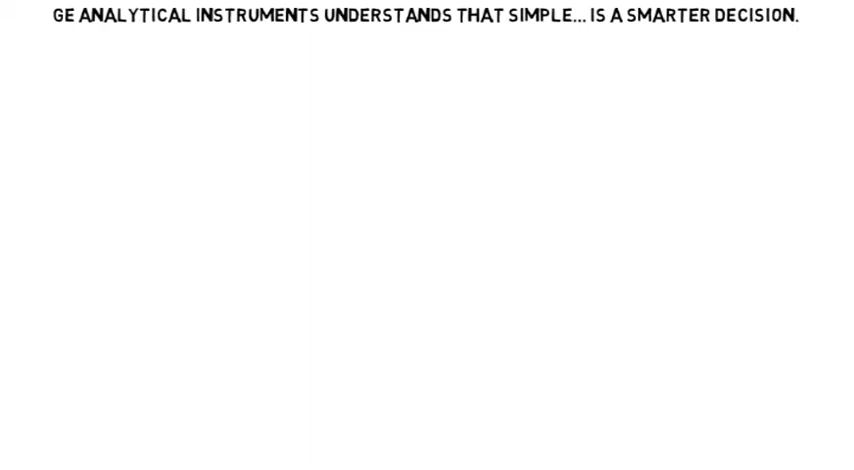 GE ANALYTICAL INSTRUMENTS UNDERSTANDS THAT SIMPLE... IS A SMARTER DECISION.